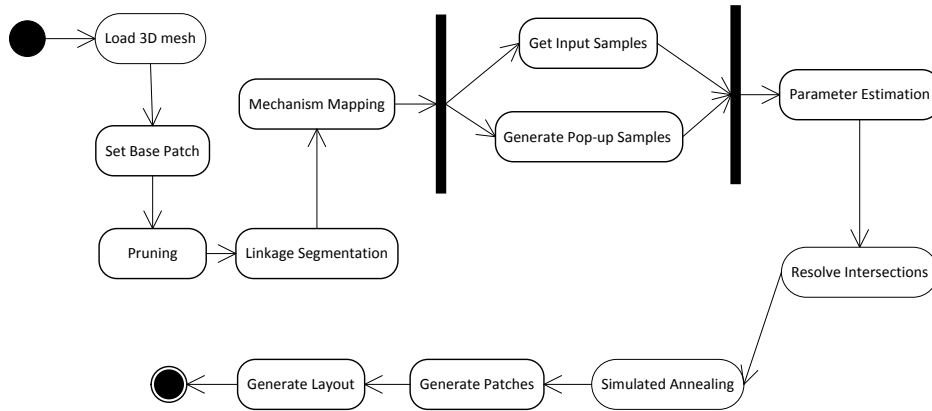 Load 3D mesh
Set Base Patch
Pruning
Linkage Segmentation
Mechanism Mapping
Get Input Samples
Generate Pop-up Samples
Parameter Estimation
Resolve Intersections
Simulated Annealing
Generate Patches
Generate Layout